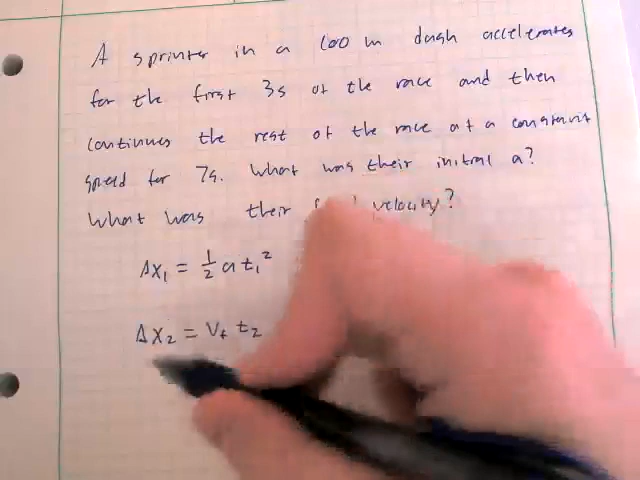 A sprinter in a 100 m dash accelerates
for the first 3s of the race and then
continues the rest of the race at a constant
speed for 7s. What was their initial a?
What was their velocity?
Δx₁ = ½ a t₁²
Δx₂ = Vf t₂